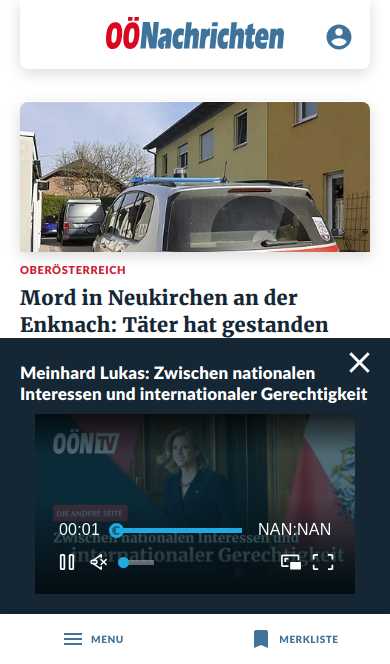 OÖNachrichten
OBERÖSTERREICH
Mord in Neukirchen an der
Enknach: Täter hat gestanden
Meinhard Lukas: Zwischen nationalen
Interessen und internationaler Gerechtigkeit
OÖN TV
DIE ANDERE SEITE
Zwischen nationalen Interessen und
internationaler Gerechtigkeit
00:01
NAN:NAN
MENU
MERKLISTE